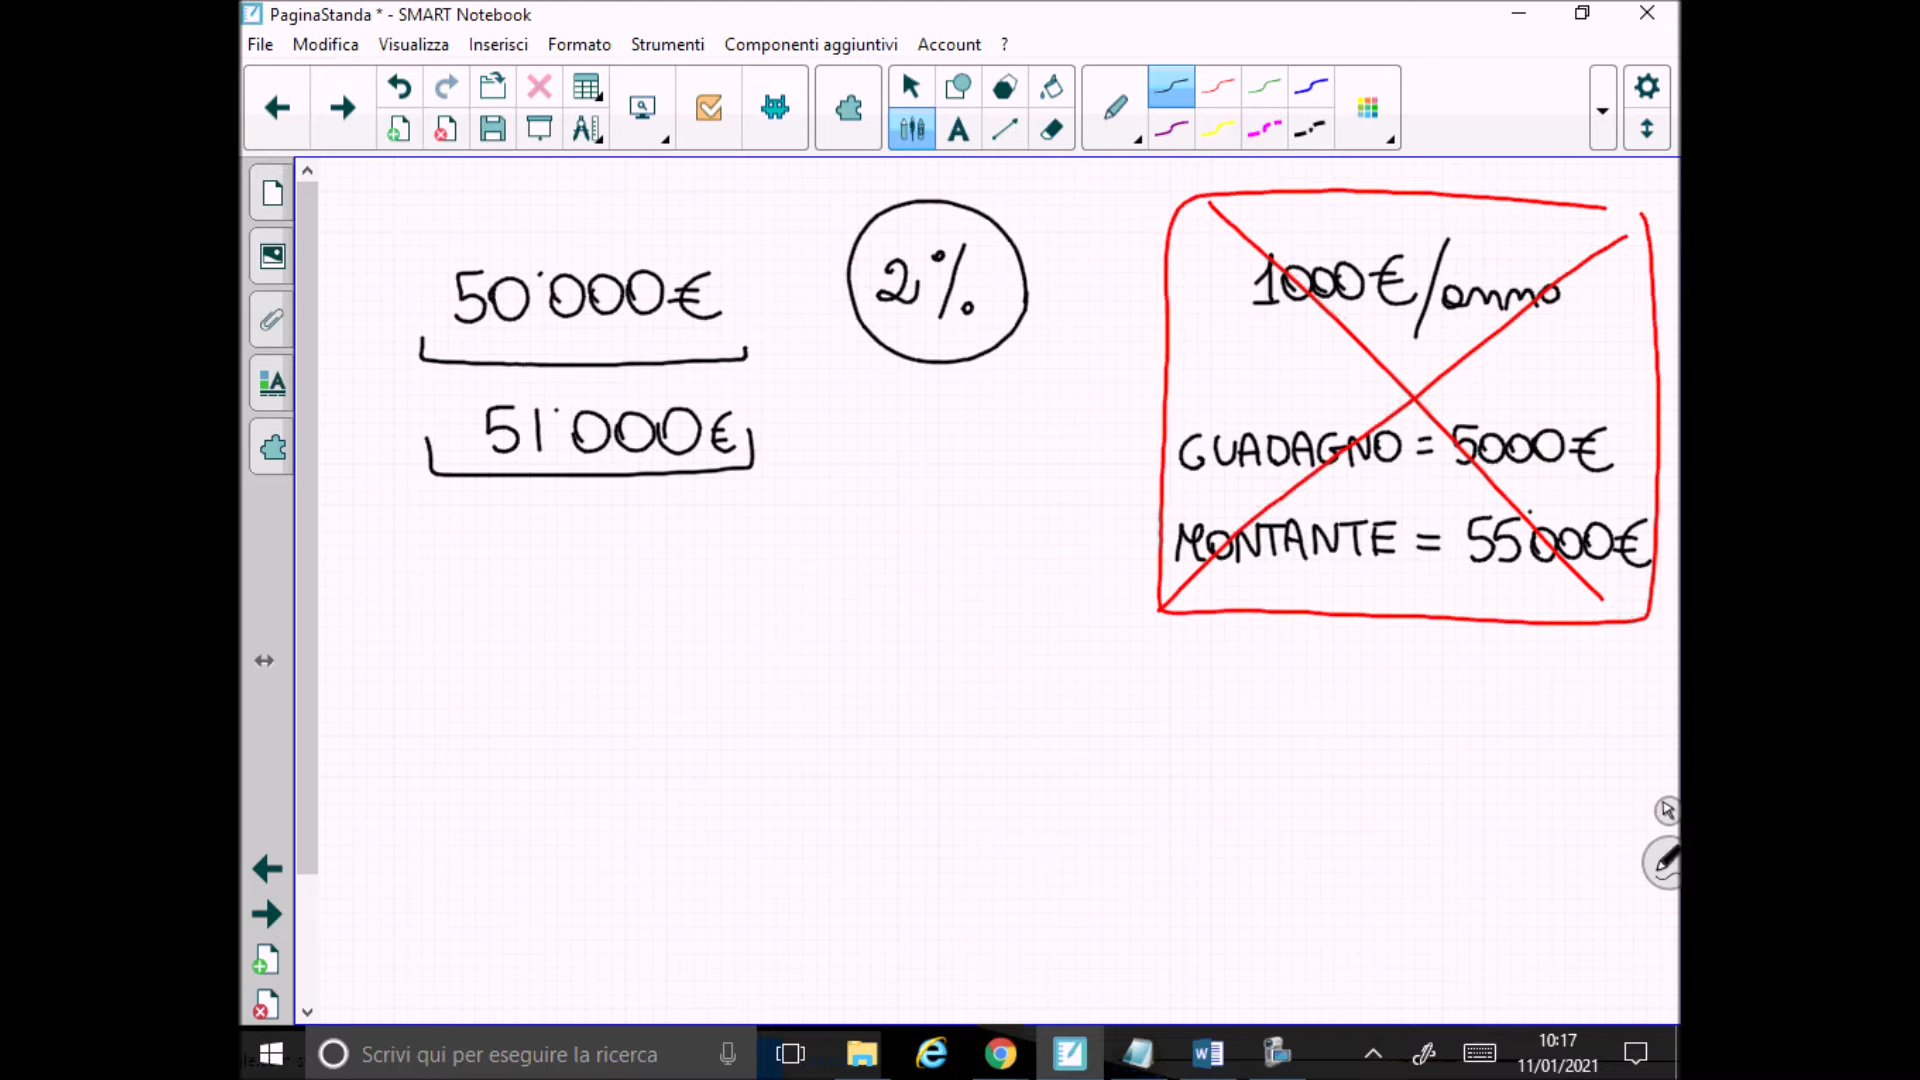 PaginaStanda * - SMART Notebook
File Modifica Visualizza Inserisci Formato Strumenti Componenti aggiuntivi Account ?
50'000€
2%
1000€/anno
51'000€
GUADAGNO = 5000€
MONTANTE = 55'000€
Scrivi qui per eseguire la ricerca
10:17
11/01/2021